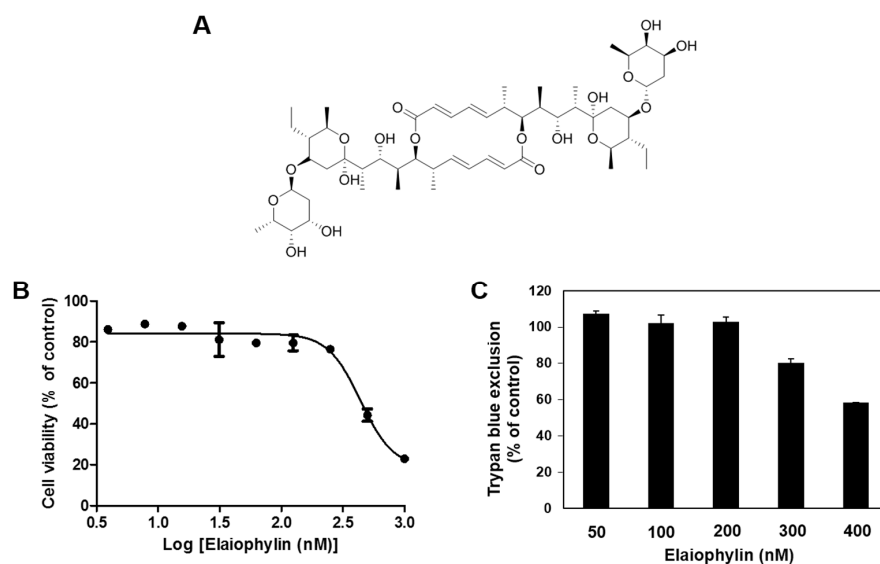 A
OH
OH
O
O
OH
O
O
O
OH
O
O
OH
O
OH
O
O
O
O
OH
OH
B
Cell viability (% of control)
100
80
60
40
20
0
0.5 1.0 1.5 2.0 2.5 3.0
Log [Elaiophylin (nM)]
C
Trypan blue exclusion
(% of control)
120
100
80
60
40
20
0
50 100 200 300 400
Elaiophylin (nM)